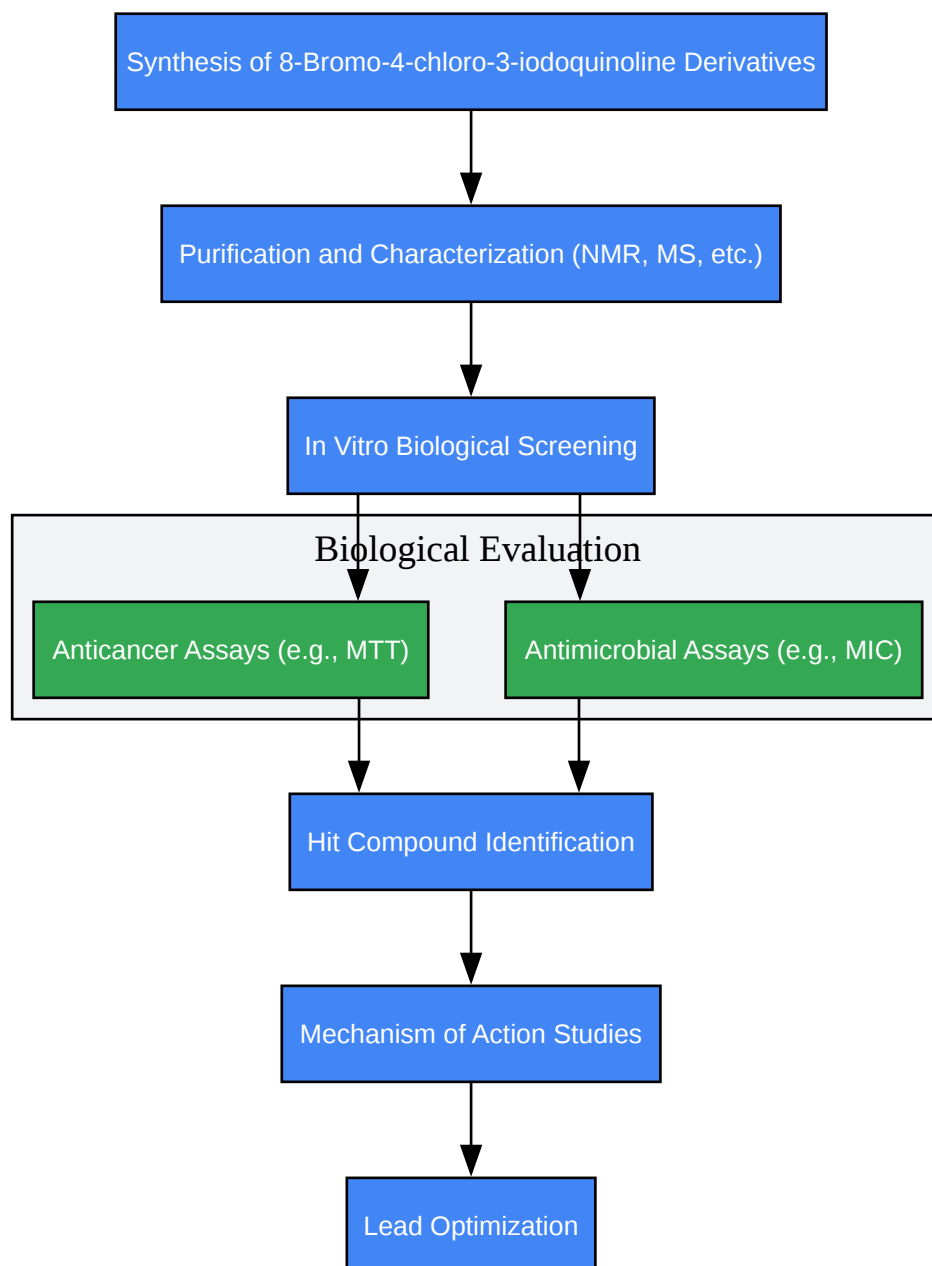 Synthesis of 8-Bromo-4-chloro-3-iodoquinoline Derivatives
Purification and Characterization (NMR, MS, etc.)
In Vitro Biological Screening
Biological Evaluation
Anticancer Assays (e.g., MTT)
Antimicrobial Assays (e.g., MIC)
Hit Compound Identification
Mechanism of Action Studies
Lead Optimization